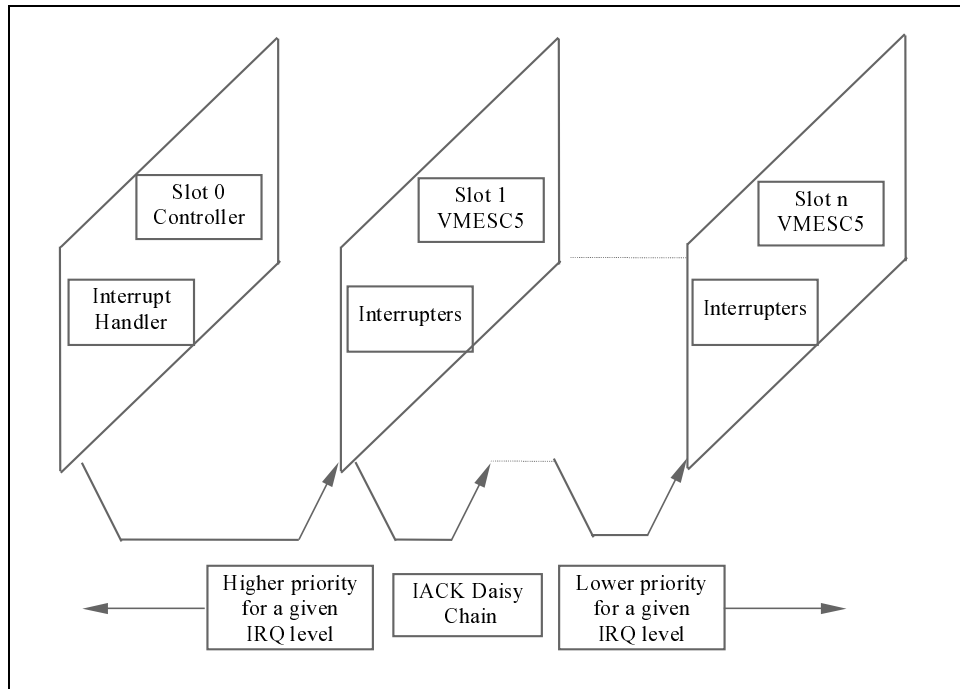 Slot 0
Controller
Slot 1
VMESC5
Slot n
VMESC5
Interrupt
Handler
Interrupters
Interrupters
Higher priority
for a given
IRQ level
IACK Daisy
Chain
Lower priority
for a given
IRQ level